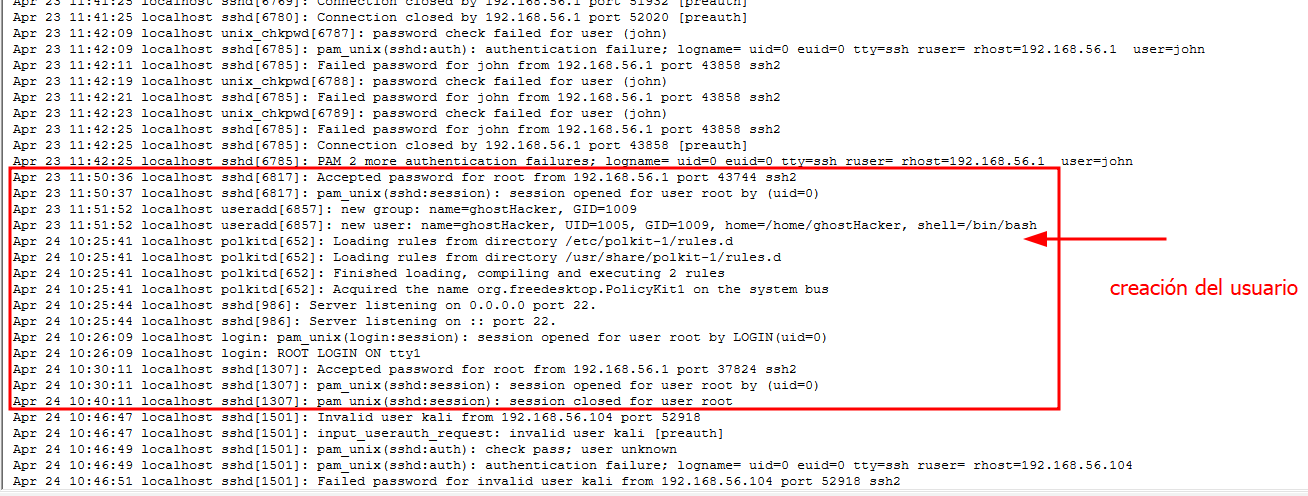 Apr 23 11:41:25 localhost sshd[6769]: Connection closed by 192.168.56.1 port 51932 [preauth]
Apr 23 11:41:25 localhost sshd[6780]: Connection closed by 192.168.56.1 port 52020 [preauth]
Apr 23 11:42:09 localhost unix_chkpwd[6787]: password check failed for user (john)
Apr 23 11:42:09 localhost sshd[6785]: pam_unix(sshd:auth): authentication failure; logname= uid=0 euid=0 tty=ssh ruser= rhost=192.168.56.1  user=john
Apr 23 11:42:11 localhost sshd[6785]: Failed password for john from 192.168.56.1 port 43858 ssh2
Apr 23 11:42:19 localhost unix_chkpwd[6788]: password check failed for user (john)
Apr 23 11:42:21 localhost sshd[6785]: Failed password for john from 192.168.56.1 port 43858 ssh2
Apr 23 11:42:23 localhost unix_chkpwd[6789]: password check failed for user (john)
Apr 23 11:42:25 localhost sshd[6785]: Failed password for john from 192.168.56.1 port 43858 ssh2
Apr 23 11:42:25 localhost sshd[6785]: Connection closed by 192.168.56.1 port 43858 [preauth]
Apr 23 11:42:25 localhost sshd[6785]: PAM 2 more authentication failures; logname= uid=0 euid=0 tty=ssh ruser= rhost=192.168.56.1  user=john
Apr 23 11:50:36 localhost sshd[6817]: Accepted password for root from 192.168.56.1 port 43744 ssh2
Apr 23 11:50:37 localhost sshd[6817]: pam_unix(sshd:session): session opened for user root by (uid=0)
Apr 23 11:51:52 localhost useradd[6857]: new group: name=ghostHacker, GID=1009
Apr 23 11:51:52 localhost useradd[6857]: new user: name=ghostHacker, UID=1005, GID=1009, home=/home/ghostHacker, shell=/bin/bash
Apr 24 10:25:41 localhost polkitd[652]: Loading rules from directory /etc/polkit-1/rules.d
Apr 24 10:25:41 localhost polkitd[652]: Loading rules from directory /usr/share/polkit-1/rules.d
Apr 24 10:25:41 localhost polkitd[652]: Finished loading, compiling and executing 2 rules
Apr 24 10:25:41 localhost polkitd[652]: Acquired the name org.freedesktop.PolicyKit1 on the system bus
creación del usuario
Apr 24 10:25:44 localhost sshd[986]: Server listening on 0.0.0.0 port 22.
Apr 24 10:25:44 localhost sshd[986]: Server listening on :: port 22.
Apr 24 10:26:09 localhost login: pam_unix(login:session): session opened for user root by LOGIN(uid=0)
Apr 24 10:26:09 localhost login: ROOT LOGIN ON tty1
Apr 24 10:30:11 localhost sshd[1307]: Accepted password for root from 192.168.56.1 port 37824 ssh2
Apr 24 10:30:11 localhost sshd[1307]: pam_unix(sshd:session): session opened for user root by (uid=0)
Apr 24 10:40:11 localhost sshd[1307]: pam_unix(sshd:session): session closed for user root
Apr 24 10:46:47 localhost sshd[1501]: Invalid user kali from 192.168.56.104 port 52918
Apr 24 10:46:47 localhost sshd[1501]: input_userauth_request: invalid user kali [preauth]
Apr 24 10:46:49 localhost sshd[1501]: pam_unix(sshd:auth): check pass; user unknown
Apr 24 10:46:49 localhost sshd[1501]: pam_unix(sshd:auth): authentication failure; logname= uid=0 euid=0 tty=ssh ruser= rhost=192.168.56.104
Apr 24 10:46:51 localhost sshd[1501]: Failed password for invalid user kali from 192.168.56.104 port 52918 ssh2